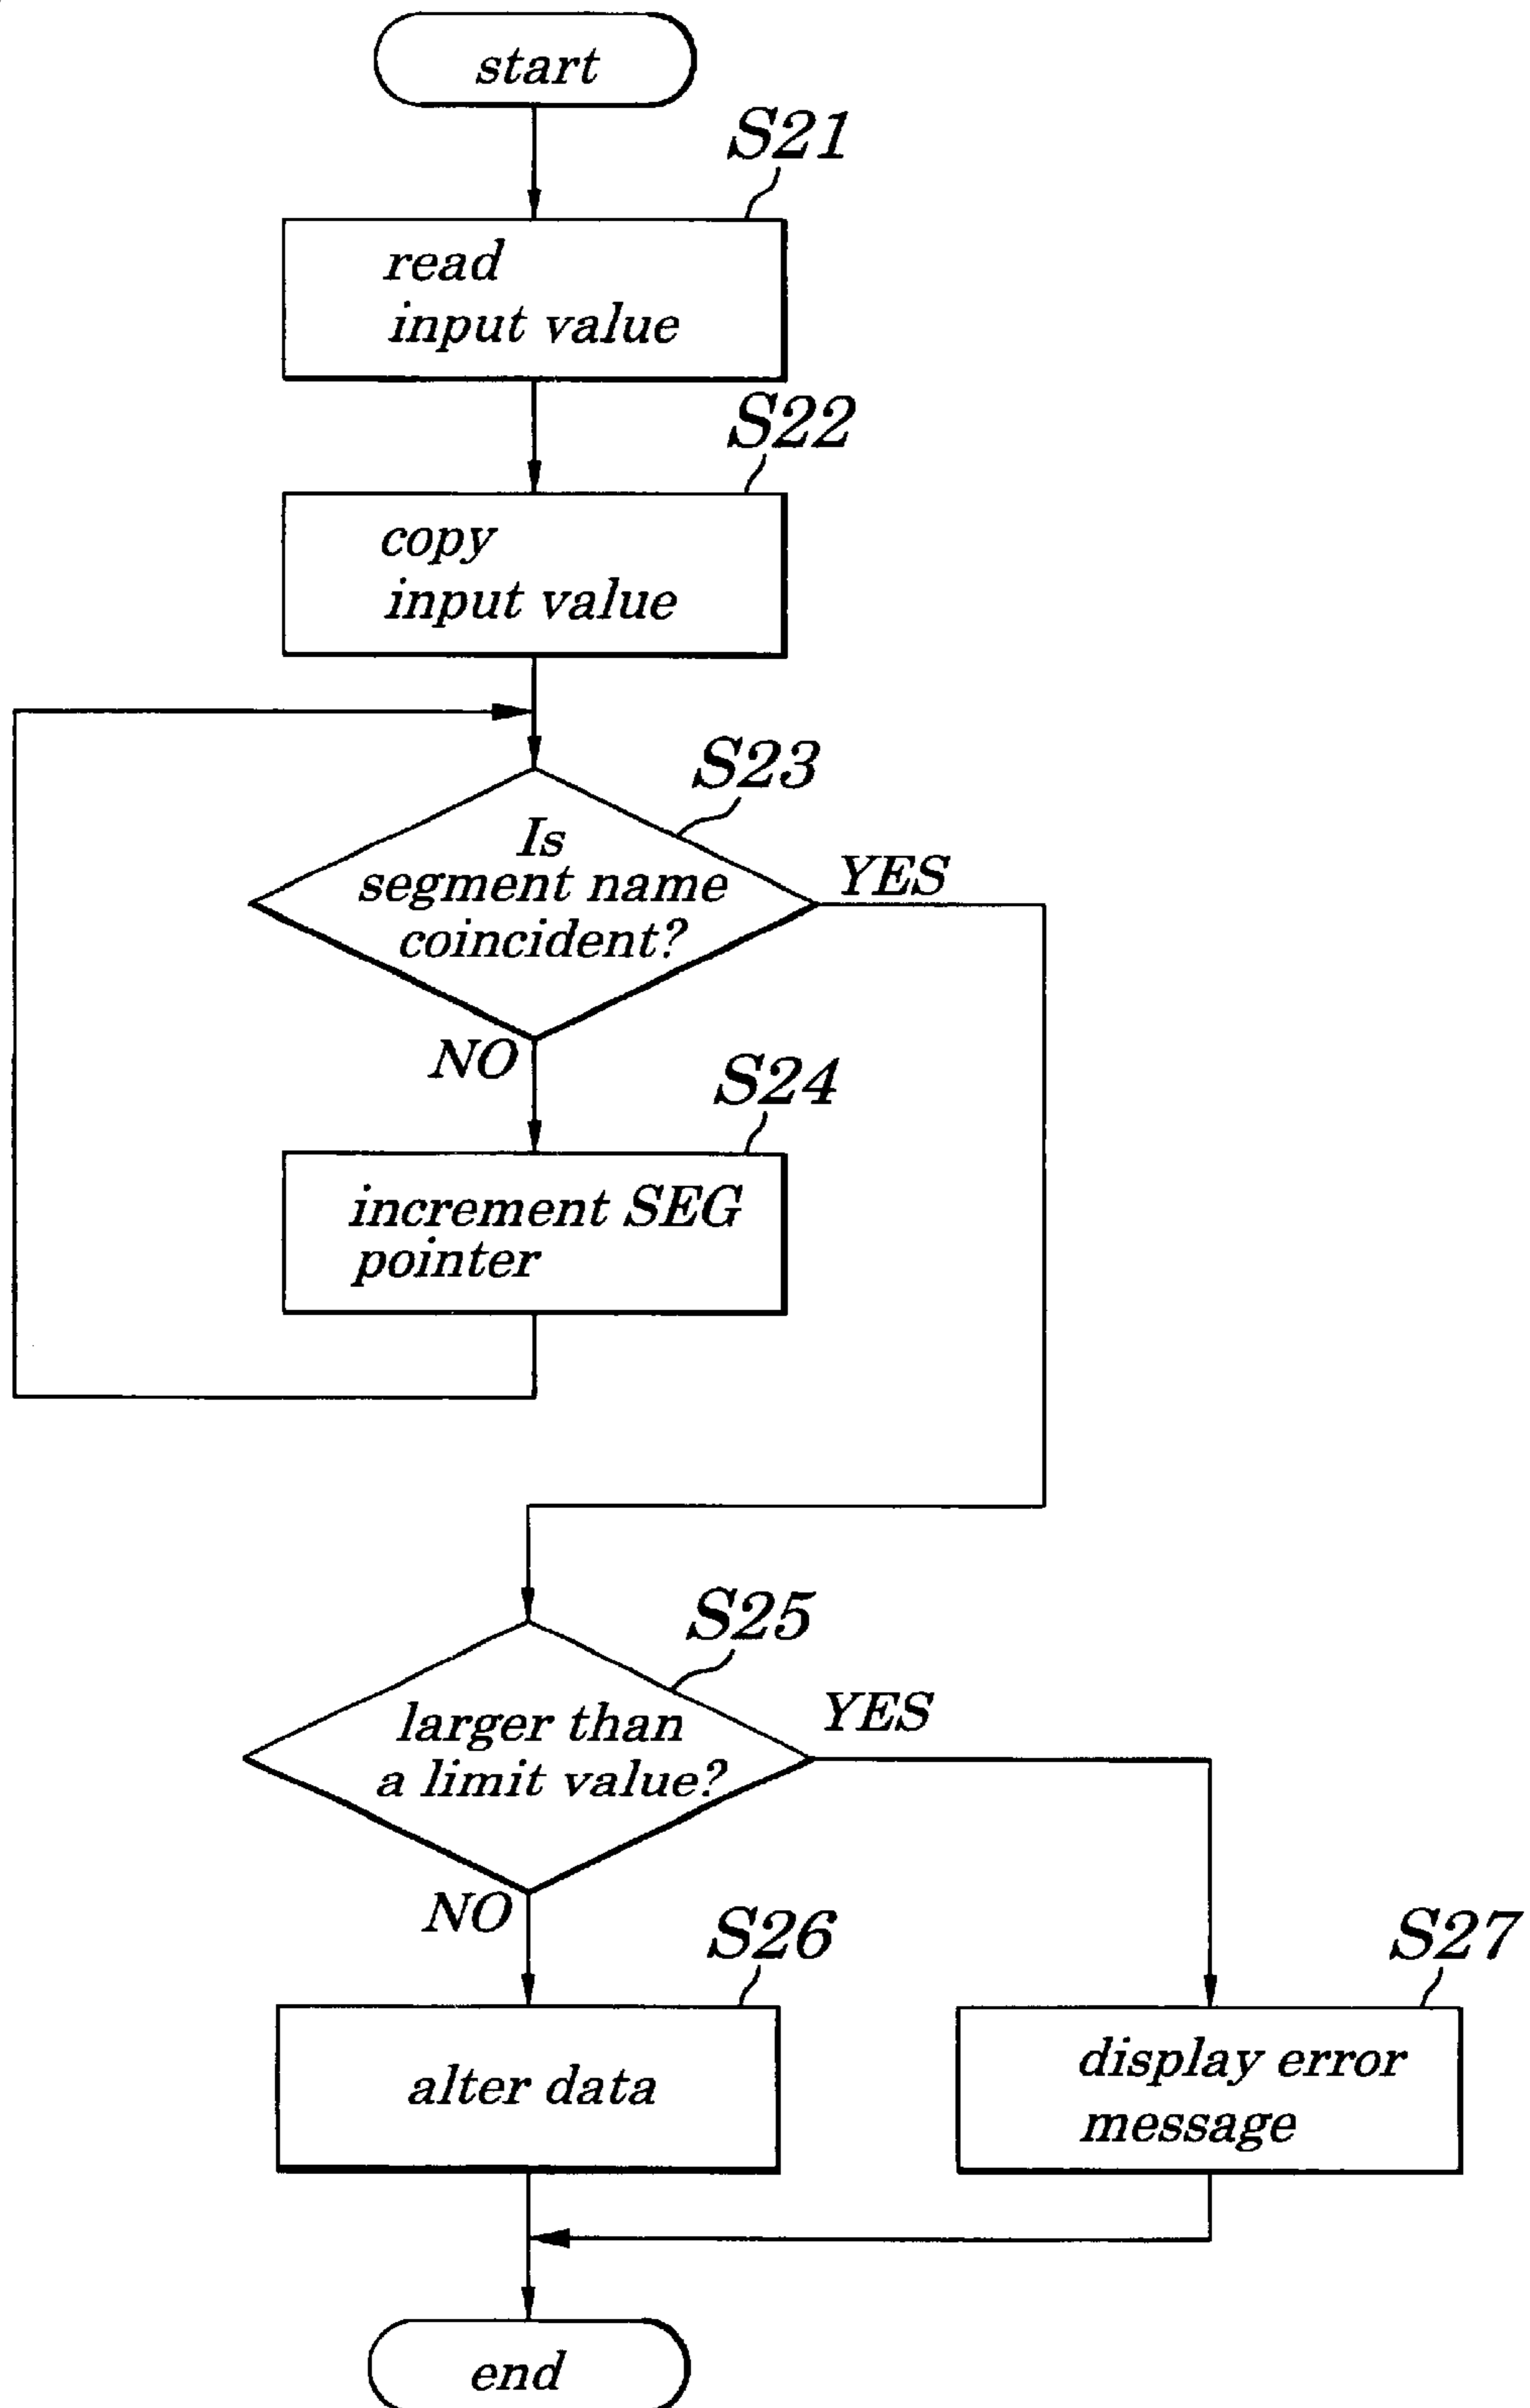 start
S21
read
input value
S22
copy
input value
S23
Is
segment name
coincident?
YES
NO
S24
increment SEG
pointer
S25
larger than
a limit value?
YES
NO
S26
alter data
S27
display error
message
end